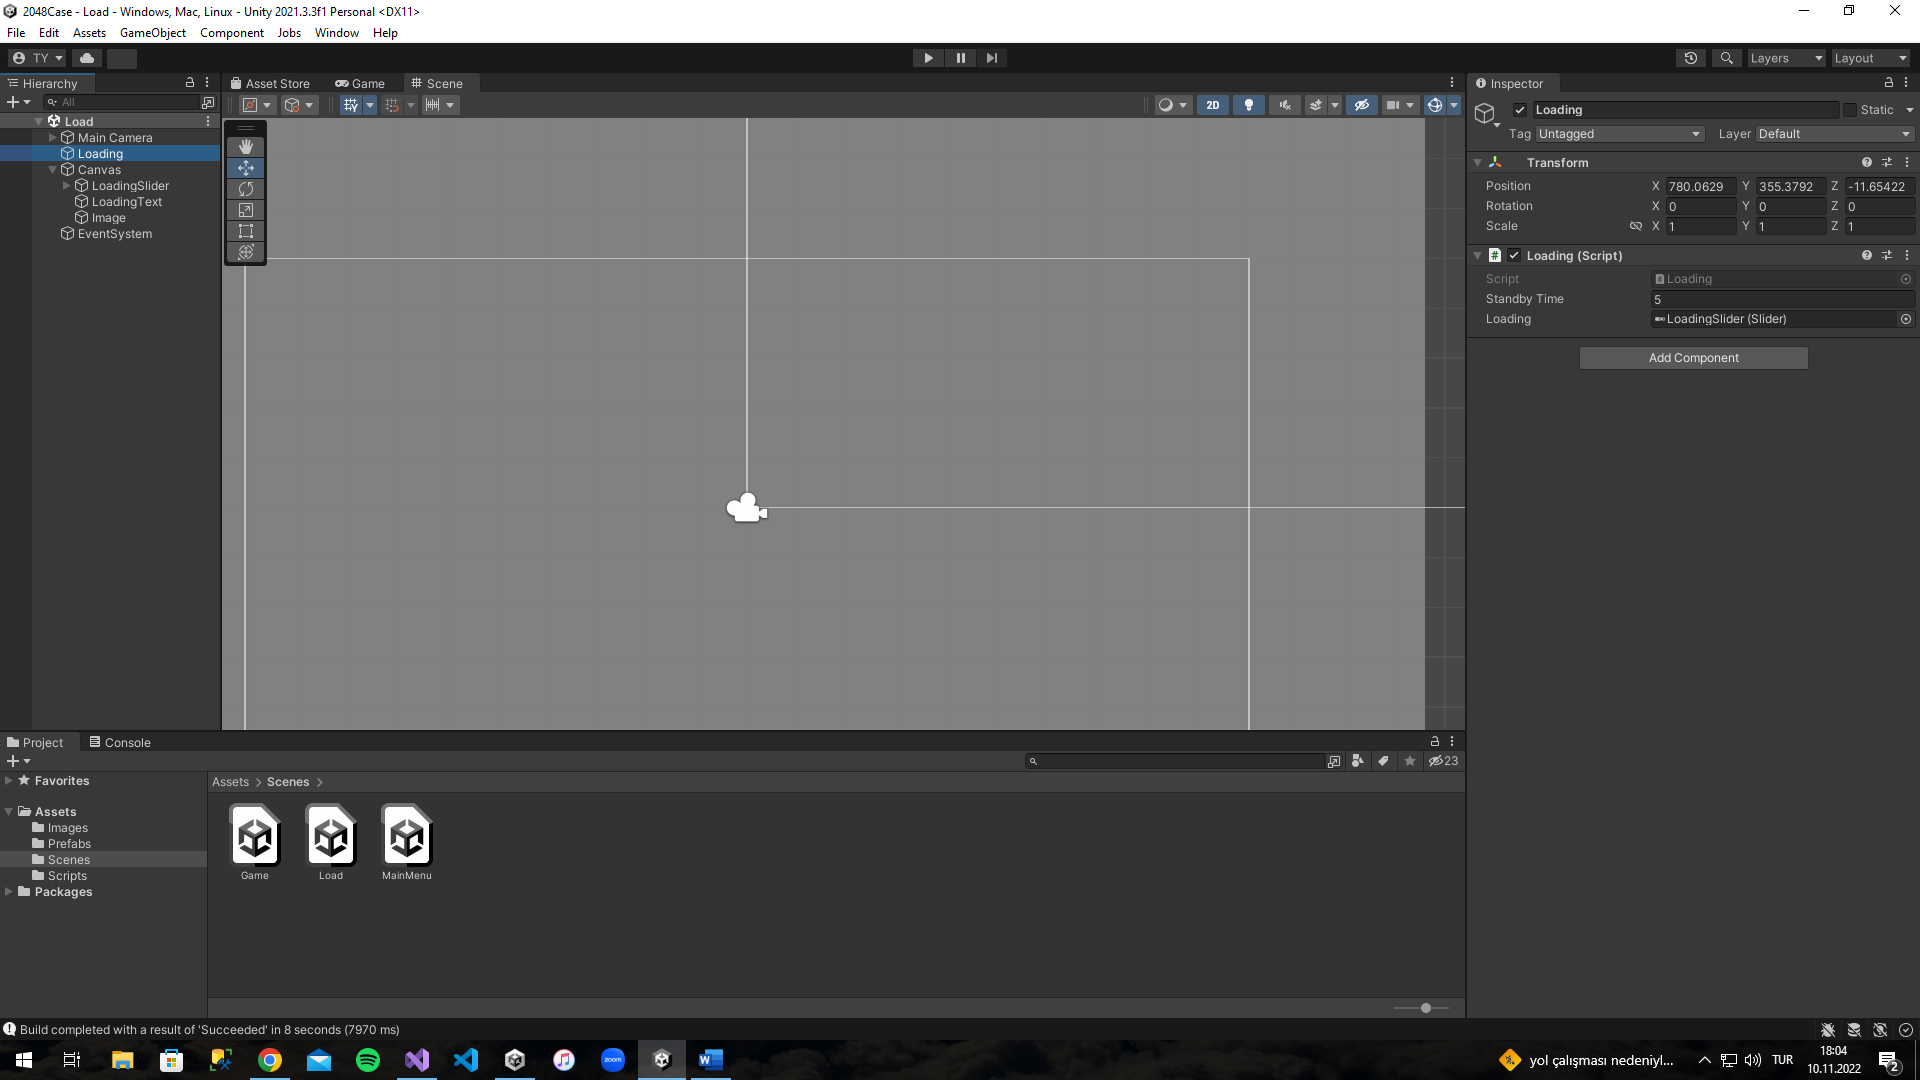 2048Case - Load - Windows, Mac, Linux - Unity 2021.3.3f1 Personal <DX11>
File Edit Assets GameObject Component Jobs Window Help
TY
Layers Layout
Hierarchy
All
Load
Main Camera
Loading
Canvas
LoadingSlider
LoadingText
Image
EventSystem
Asset Store Game Scene
2D
Inspector
Loading Static
Tag Untagged Layer Default
Transform
Position X 780.0629 Y 355.3792 Z -11.65422
Rotation X 0 Y 0 Z 0
Scale X 1 Y 1 Z 1
Loading (Script)
Script Loading
Standby Time 5
Loading LoadingSlider (Slider)
Add Component
Project Console
23
Favorites
Assets
Images
Prefabs
Scenes
Scripts
Packages
Assets > Scenes >
Game Load MainMenu
Build completed with a result of 'Succeeded' in 8 seconds (7970 ms)
zoom
yol çalışması nedeniyl...
TUR
18:04
10.11.2022
2